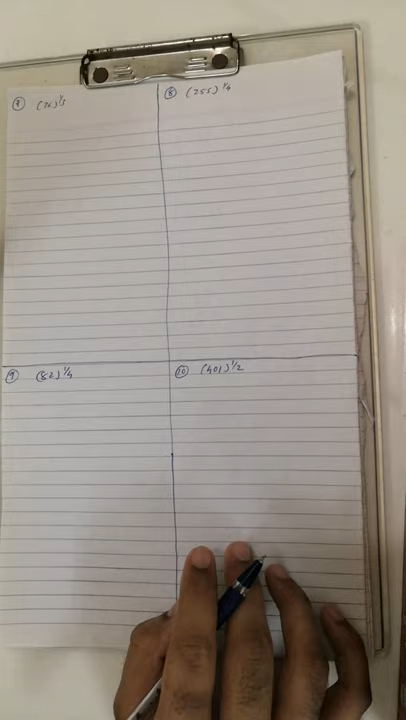 ⑦ (26)^1/3
⑧ (255)^1/4
⑨ (82)^1/4
⑩ (401)^1/2